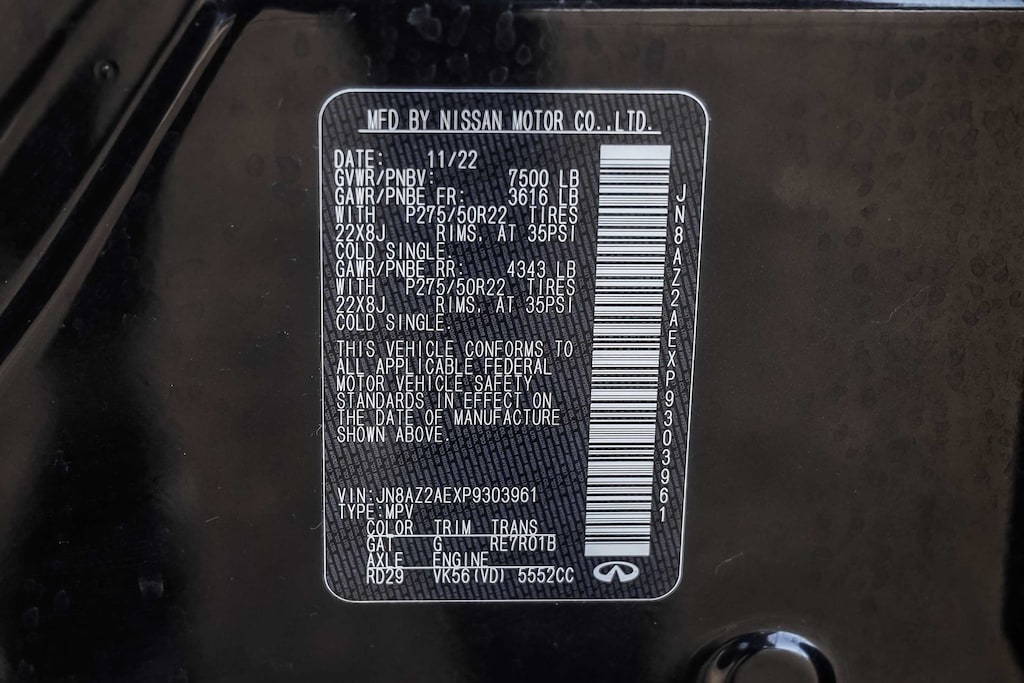 MFD BY NISSAN MOTOR CO.,LTD.
DATE: 11/22
GVWR/PNBV: 7500 LB
GAWR/PNBE FR: 3616 LB
WITH P275/50R22 TIRES
22X8J RIMS, AT 35PSI
COLD SINGLE.
GAWR/PNBE RR: 4343 LB
WITH P275/50R22 TIRES
22X8J RIMS, AT 35PSI
COLD SINGLE.
THIS VEHICLE CONFORMS TO
ALL APPLICABLE FEDERAL
MOTOR VEHICLE SAFETY
STANDARDS IN EFFECT ON
THE DATE OF MANUFACTURE
SHOWN ABOVE.
VIN:JN8AZ2AEXP9303961
TYPE:MPV
COLOR TRIM TRANS
GAT G RE7R01B
AXLE ENGINE
RD29 VK56(VD) 5552CC
JN8AZ2AEXP9303961